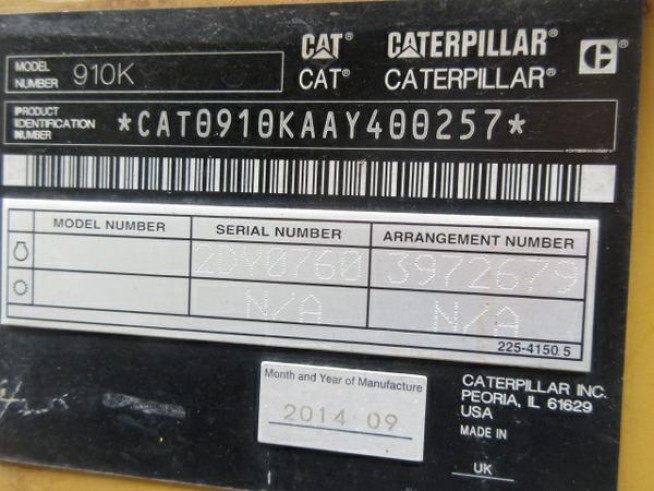 CAT CATERPILLAR C
MODEL NUMBER 910K CAT® CATERPILLAR®
PRODUCT IDENTIFICATION NUMBER *CAT0910KAAY400257*
MODEL NUMBER SERIAL NUMBER ARRANGEMENT NUMBER
2DY0760 3972679
N/A N/A
225-4150 5
Month and Year of Manufacture
2014 09
CATERPILLAR INC.
PEORIA, IL 61629
USA
MADE IN
UK